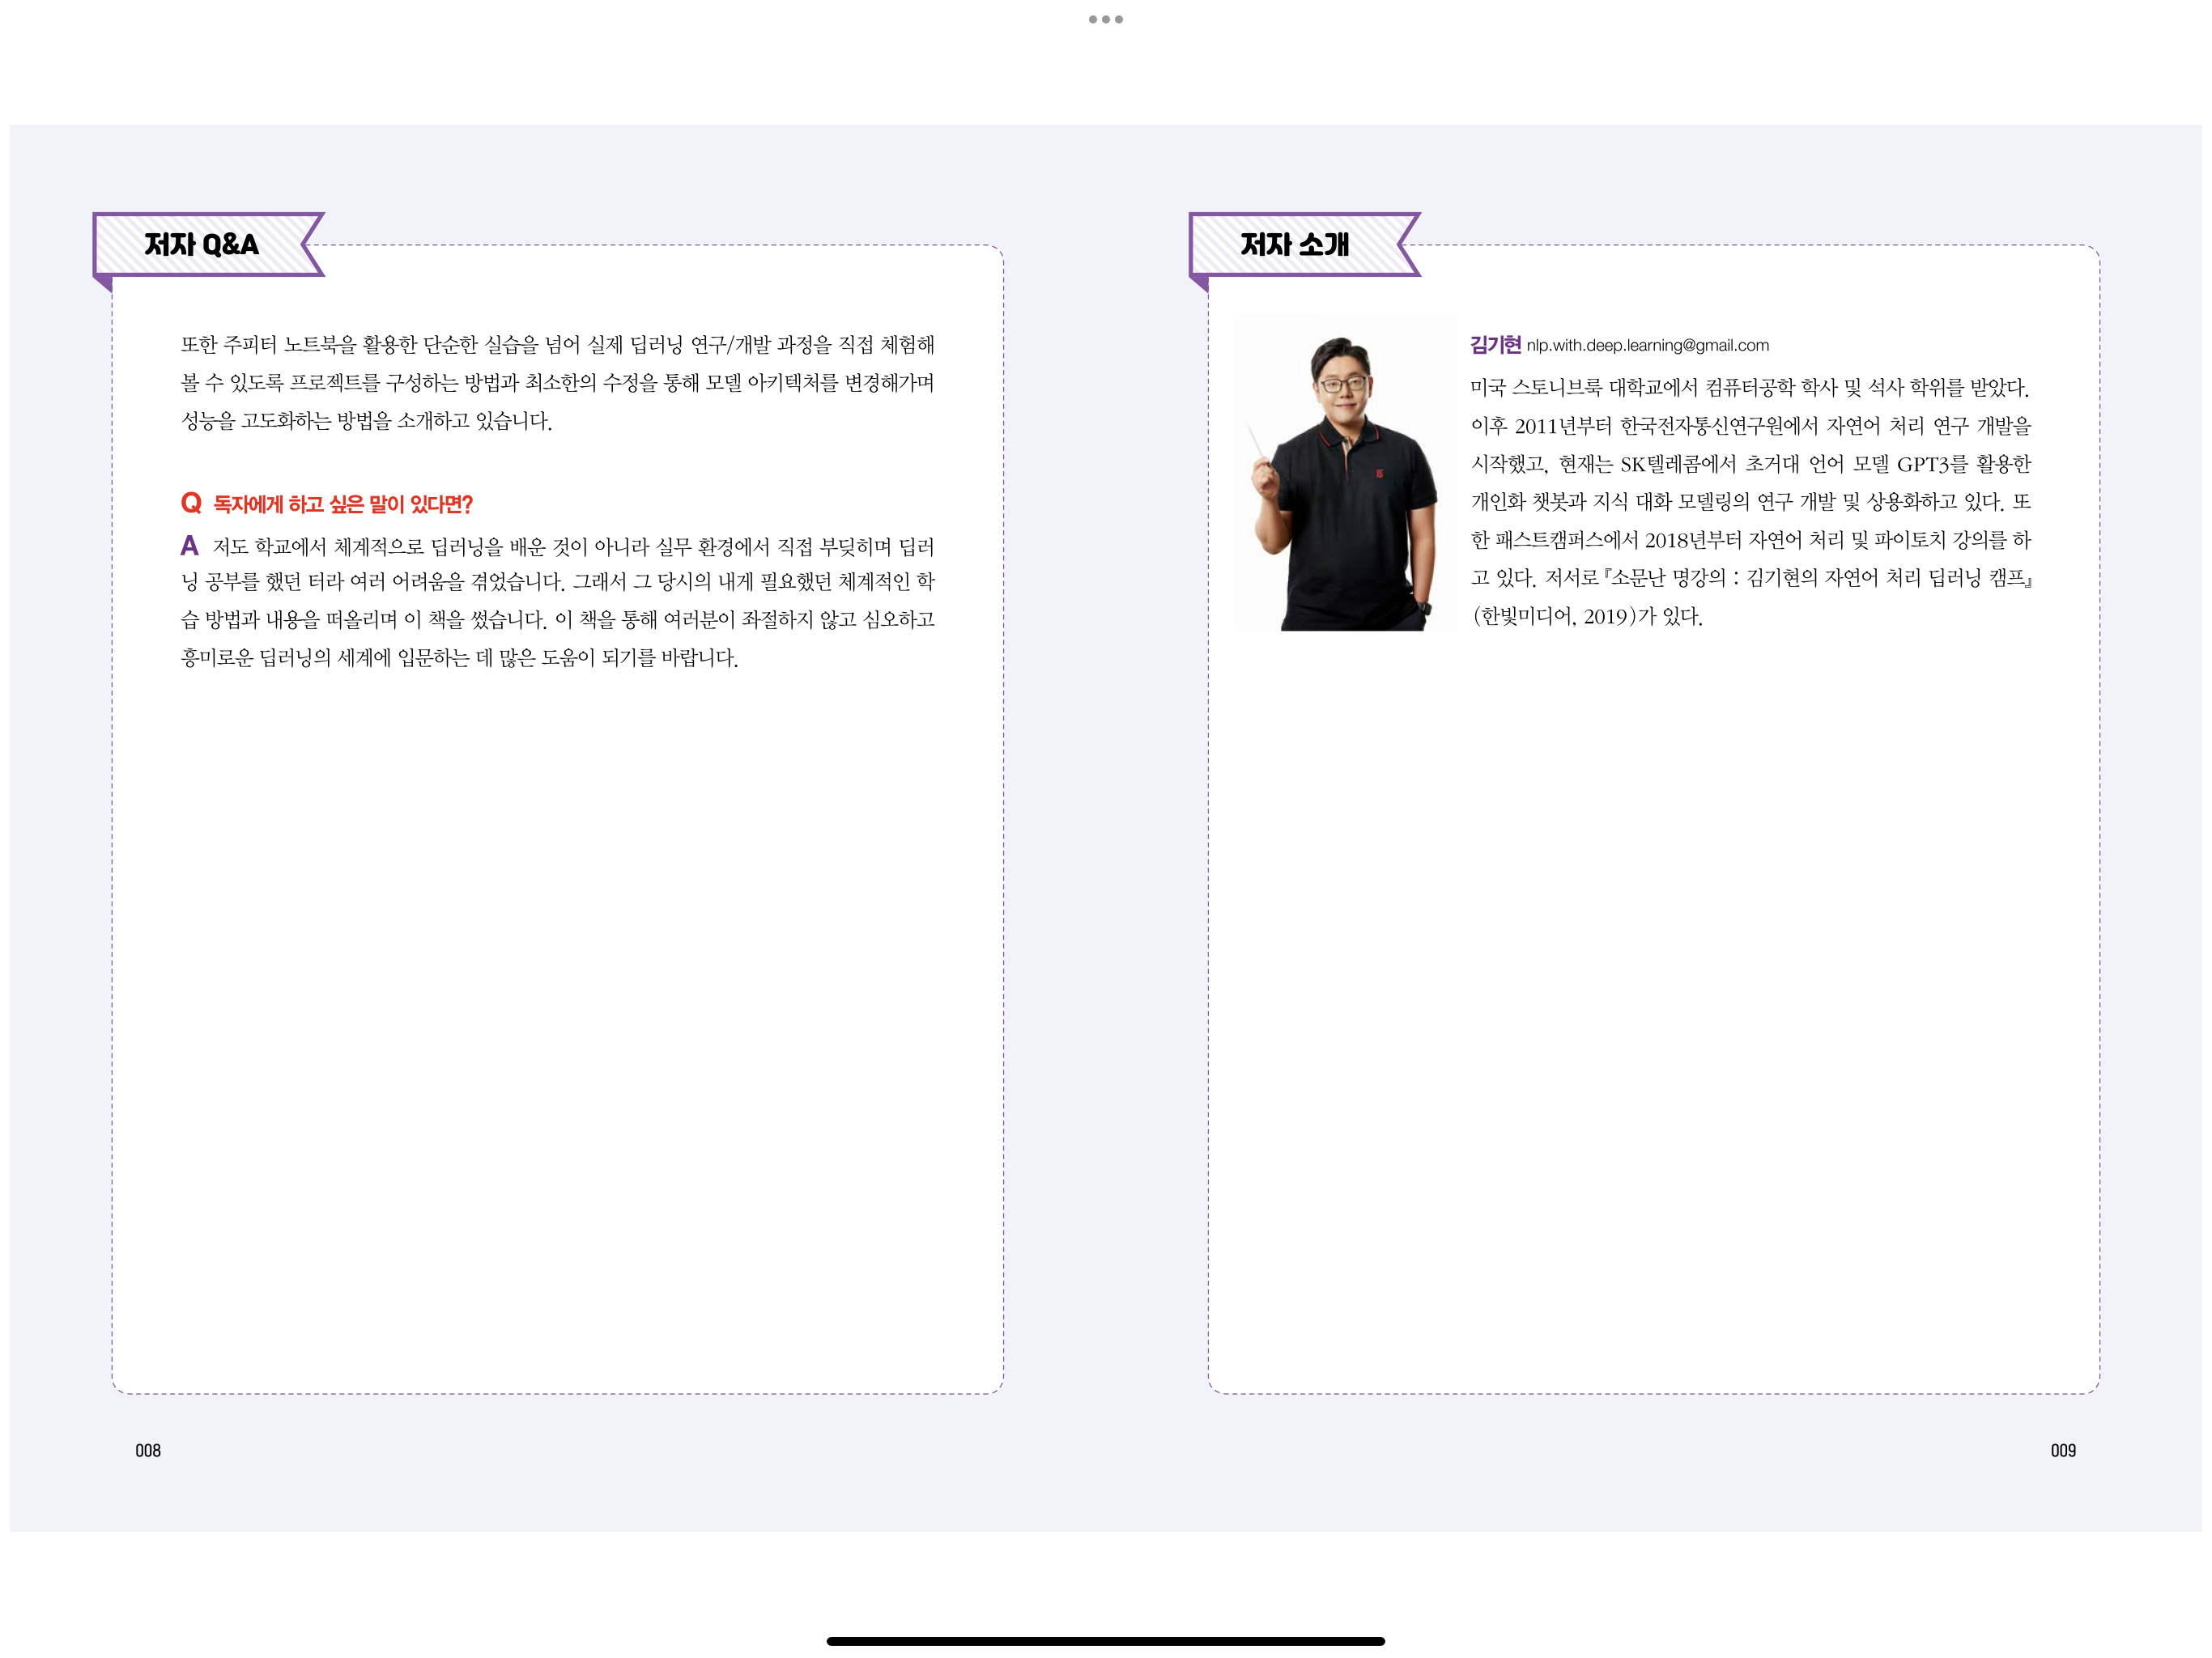 저자 Q&A
또한 주피터 노트북을 활용한 단순한 실습을 넘어 실제 딥러닝 연구/개발 과정을 직접 체험해
볼 수 있도록 프로젝트를 구성하는 방법과 최소한의 수정을 통해 모델 아키텍처를 변경해가며
성능을 고도화하는 방법을 소개하고 있습니다.
Q 독자에게 하고 싶은 말이 있다면?
A 저도 학교에서 체계적으로 딥러닝을 배운 것이 아니라 실무 환경에서 직접 부딪히며 딥러
닝 공부를 했던 터라 여러 어려움을 겪었습니다. 그래서 그 당시의 내게 필요했던 체계적인 학
습 방법과 내용을 떠올리며 이 책을 썼습니다. 이 책을 통해 여러분이 좌절하지 않고 심오하고
흥미로운 딥러닝의 세계에 입문하는 데 많은 도움이 되기를 바랍니다.
008
저자 소개
김기현 nlp.with.deep.learning@gmail.com
미국 스토니브룩 대학교에서 컴퓨터공학 학사 및 석사 학위를 받았다.
이후 2011년부터 한국전자통신연구원에서 자연어 처리 연구 개발을
시작했고, 현재는 SK텔레콤에서 초거대 언어 모델 GPT3를 활용한
개인화 챗봇과 지식 대화 모델링의 연구 개발 및 상용화하고 있다. 또
한 패스트캠퍼스에서 2018년부터 자연어 처리 및 파이토치 강의를 하
고 있다. 저서로 『소문난 명강의 : 김기현의 자연어 처리 딥러닝 캠프』
(한빛미디어, 2019)가 있다.
009